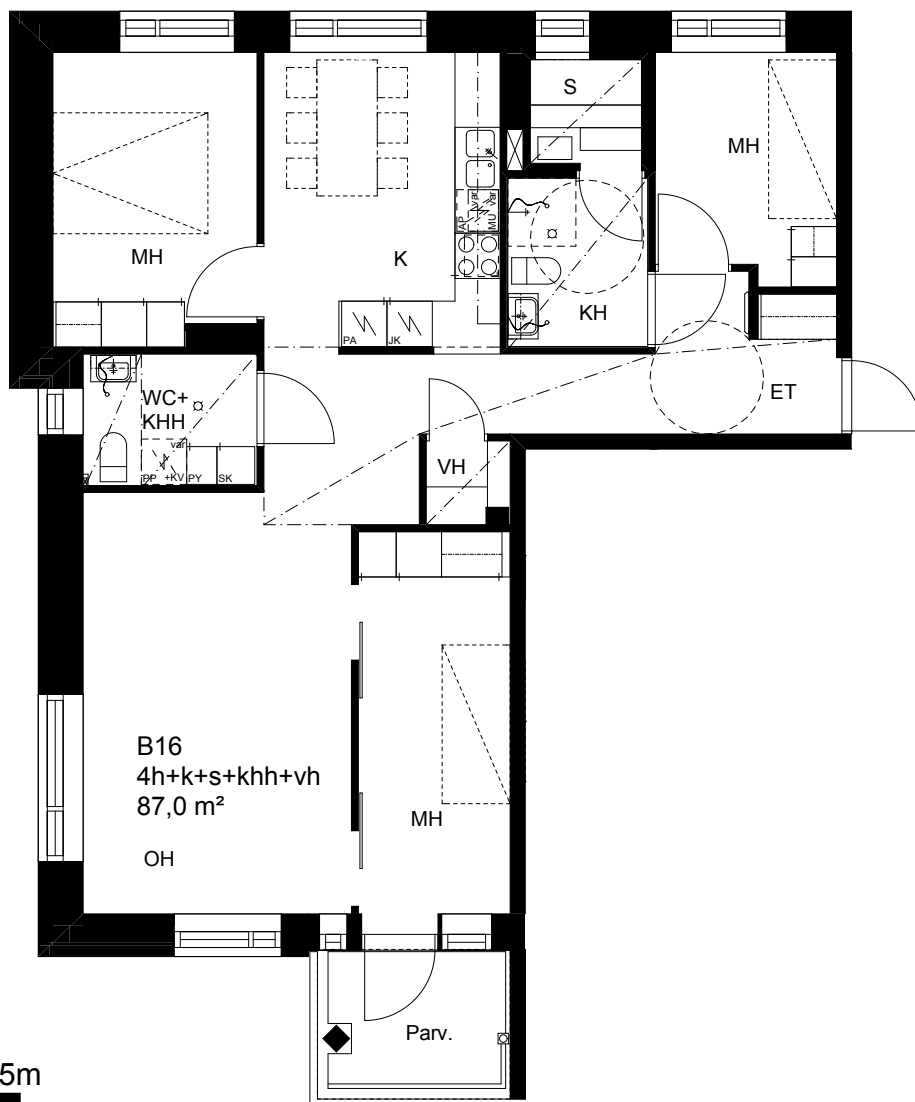 S
MH
MH
K
AP
var
MU
var
KH
PA
JK
ET
WC+
KHH
var
PP
+KV
PY
SK
VH
B16
4h+k+s+khh+vh
87,0 m²
MH
OH
Parv.
5m